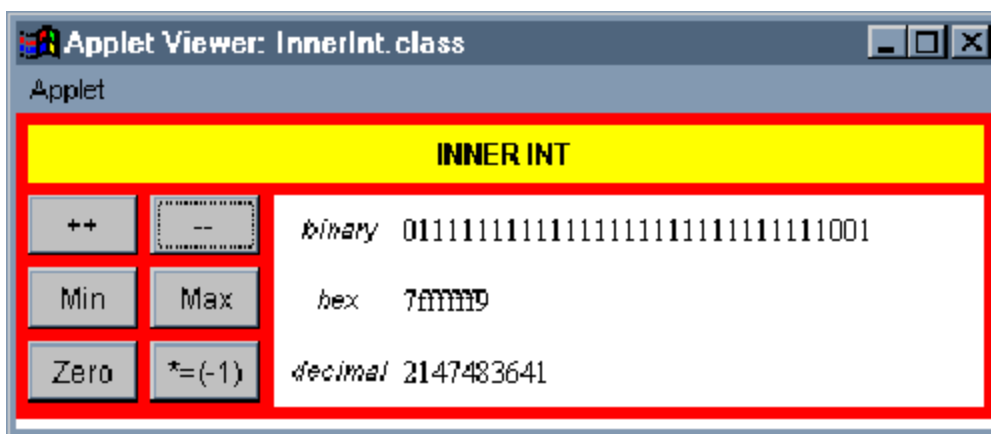 Applet Viewer: InnerInt.class
Applet
INNER INT
++ -- binary 01111111111111111111111111111001
Min Max hex 7ffffff9
Zero *=(-1) decimal 2147483641